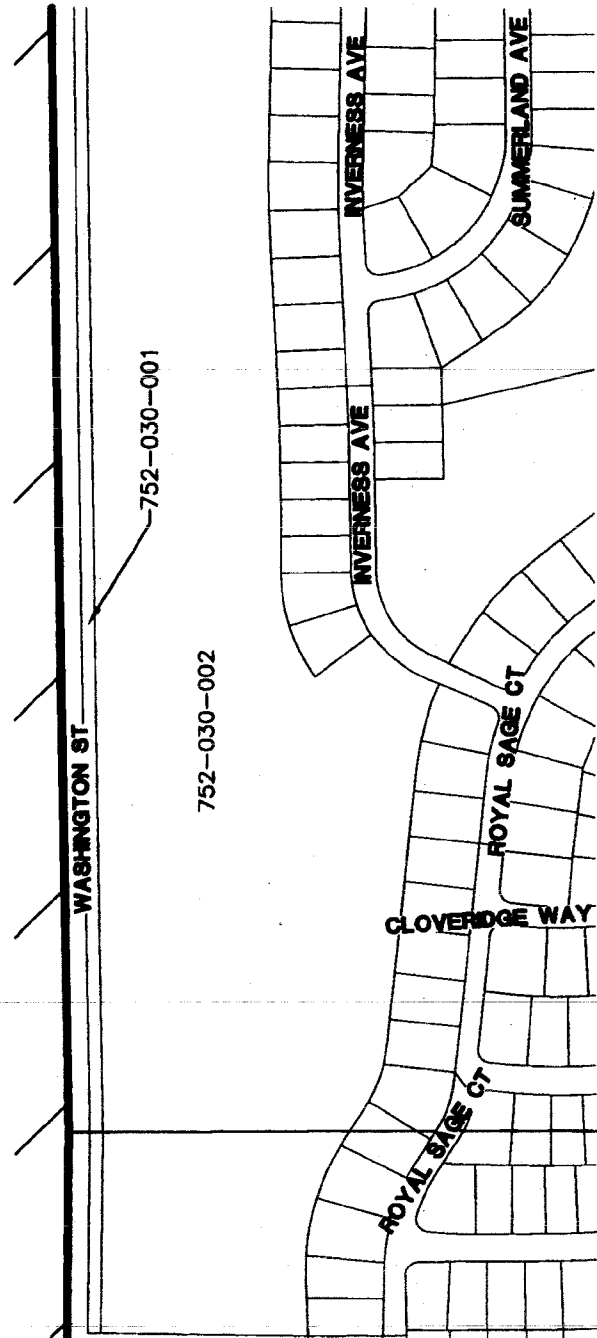 INVERNESS AVE
SUMMERLAND AVE
752-030-001
INVERNESS AVE
752-030-002
WASHINGTON ST
ROYAL SAGE CT
CLOVERIDGE WAY
ROYAL SAGE CT